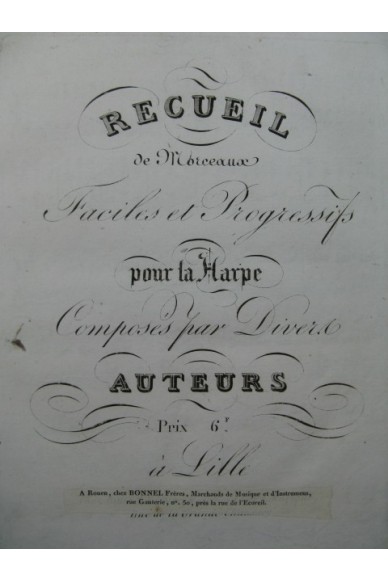 RECUEIL
de Morceaux
Faciles et Progressifs
pour la Harpe
Composés par Divers
AUTEURS
Prix 6f
à Lille
A Rouen, chez BONNEL Frères, Marchands de Musique et d'Instrumens,
rue Ganterie, n°. 30, près la rue de l'Ecureuil.